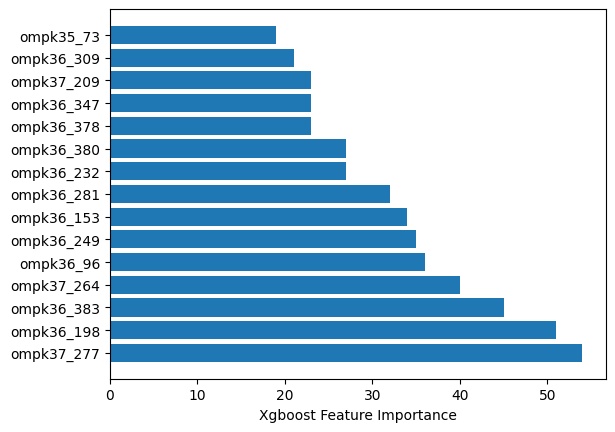 ompk35_73
ompk36_309
ompk37_209
ompk36_347
ompk36_378
ompk36_380
ompk36_232
ompk36_281
ompk36_153
ompk36_249
ompk36_96
ompk37_264
ompk36_383
ompk36_198
ompk37_277
0 10 20 30 40 50
Xgboost Feature Importance